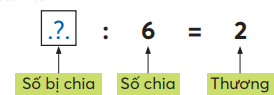 .?. : 6 = 2
Số bị chia Số chia Thương